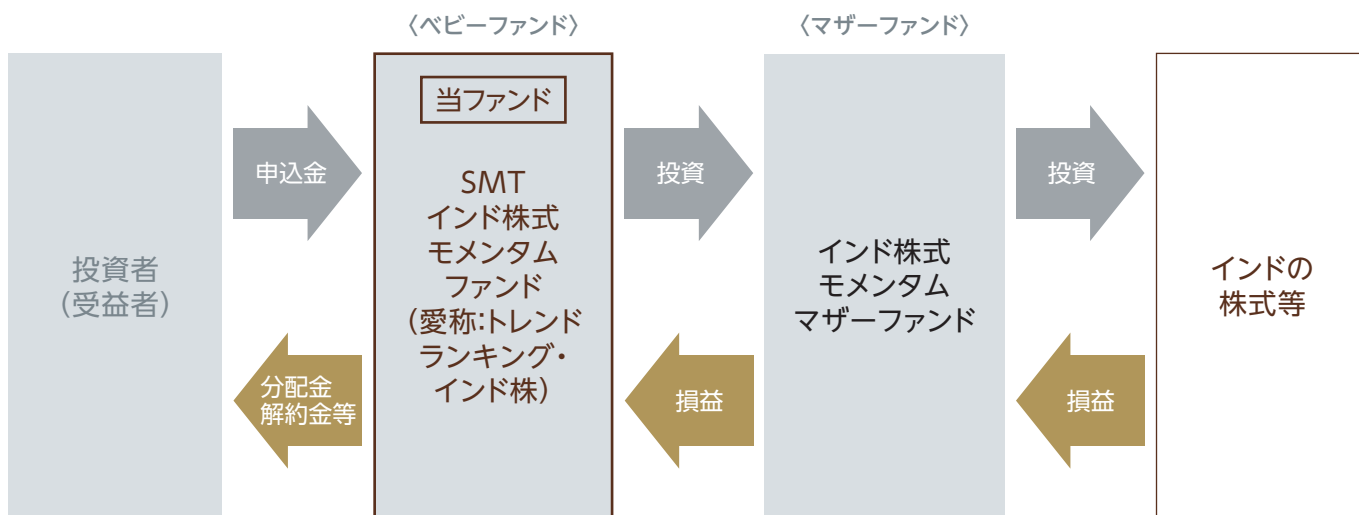 〈ベビーファンド〉
〈マザーファンド〉
投資者
(受益者)
申込金
分配金
解約金等
当ファンド
SMT
インド株式
モメンタム
ファンド
(愛称:トレンド
ランキング・
インド株)
投資
損益
インド株式
モメンタム
マザーファンド
投資
損益
インドの
株式等